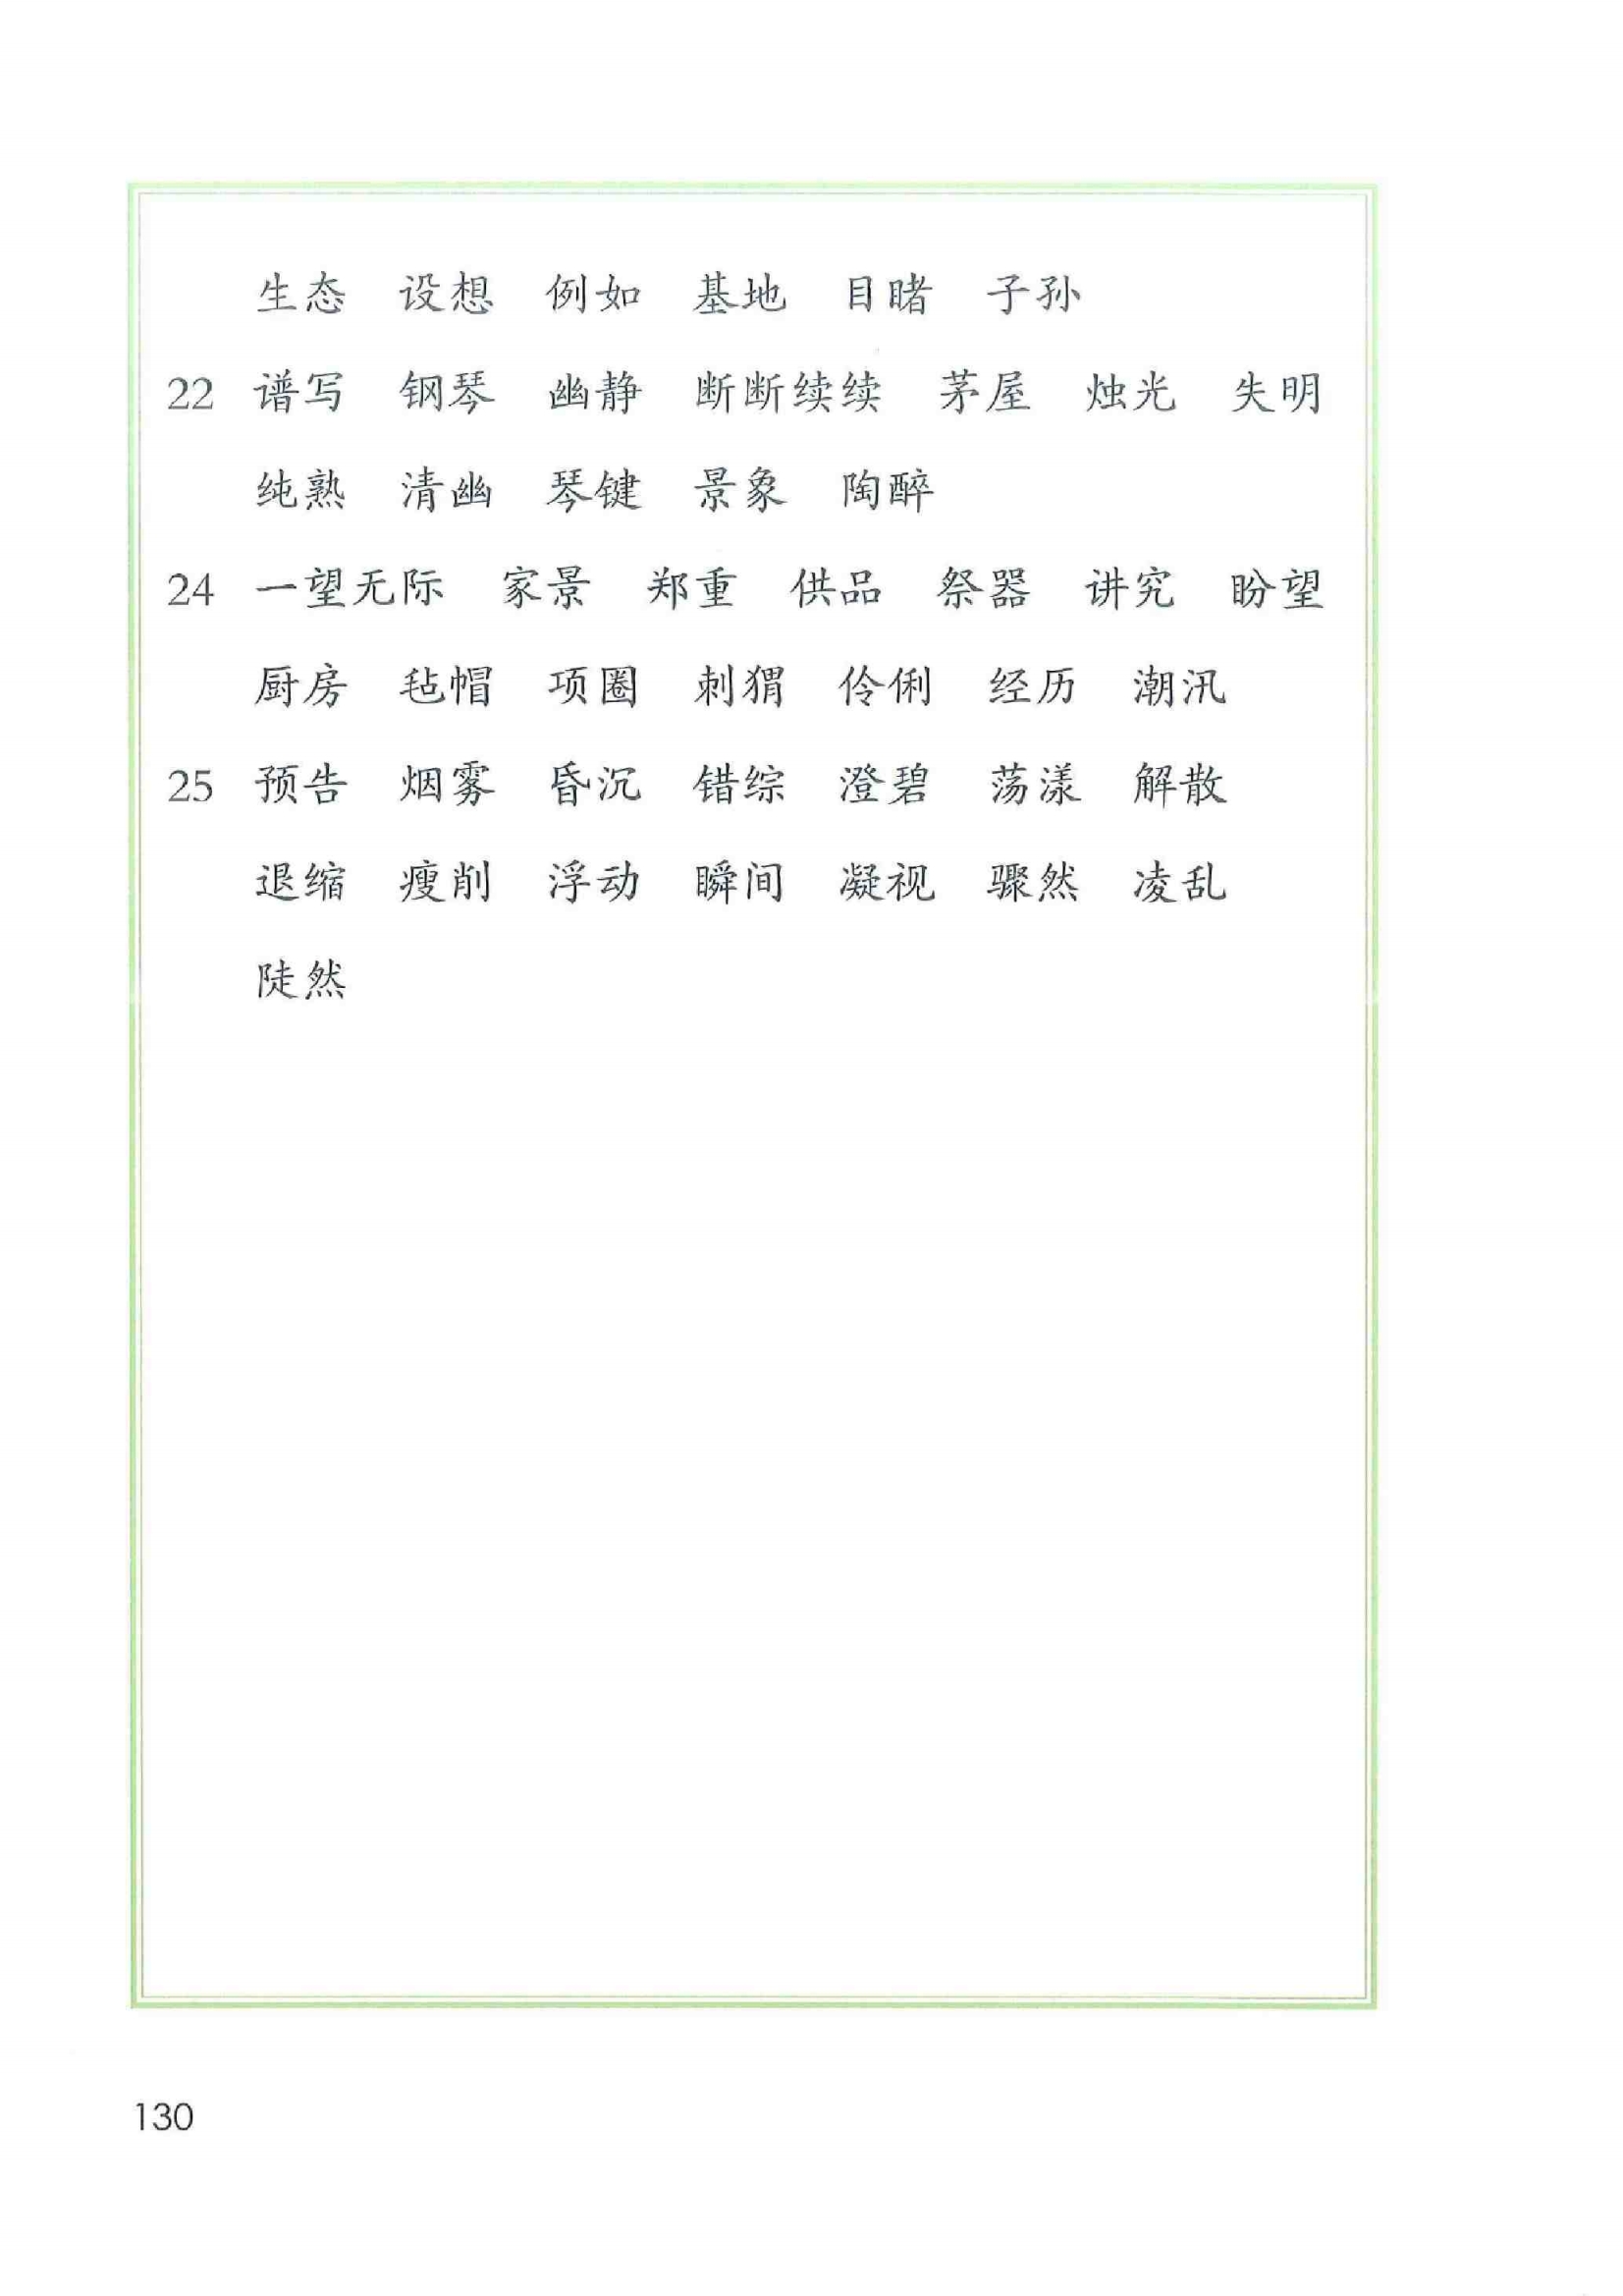 生态 设想 例如 基地 目睹 子孙
22 谱写 钢琴 幽静 断断续续 茅屋 烛光 失明
纯熟 清幽 琴键 景象 陶醉
24 一望无际 家景 郑重 供品 祭器 讲究 盼望
厨房 毡帽 项圈 刺猬 伶俐 经历 潮汛
25 预告 烟雾 昏沉 错综 澄碧 荡漾 解散
退缩 瘦削 浮动 瞬间 凝视 骤然 凌乱
陡然
130